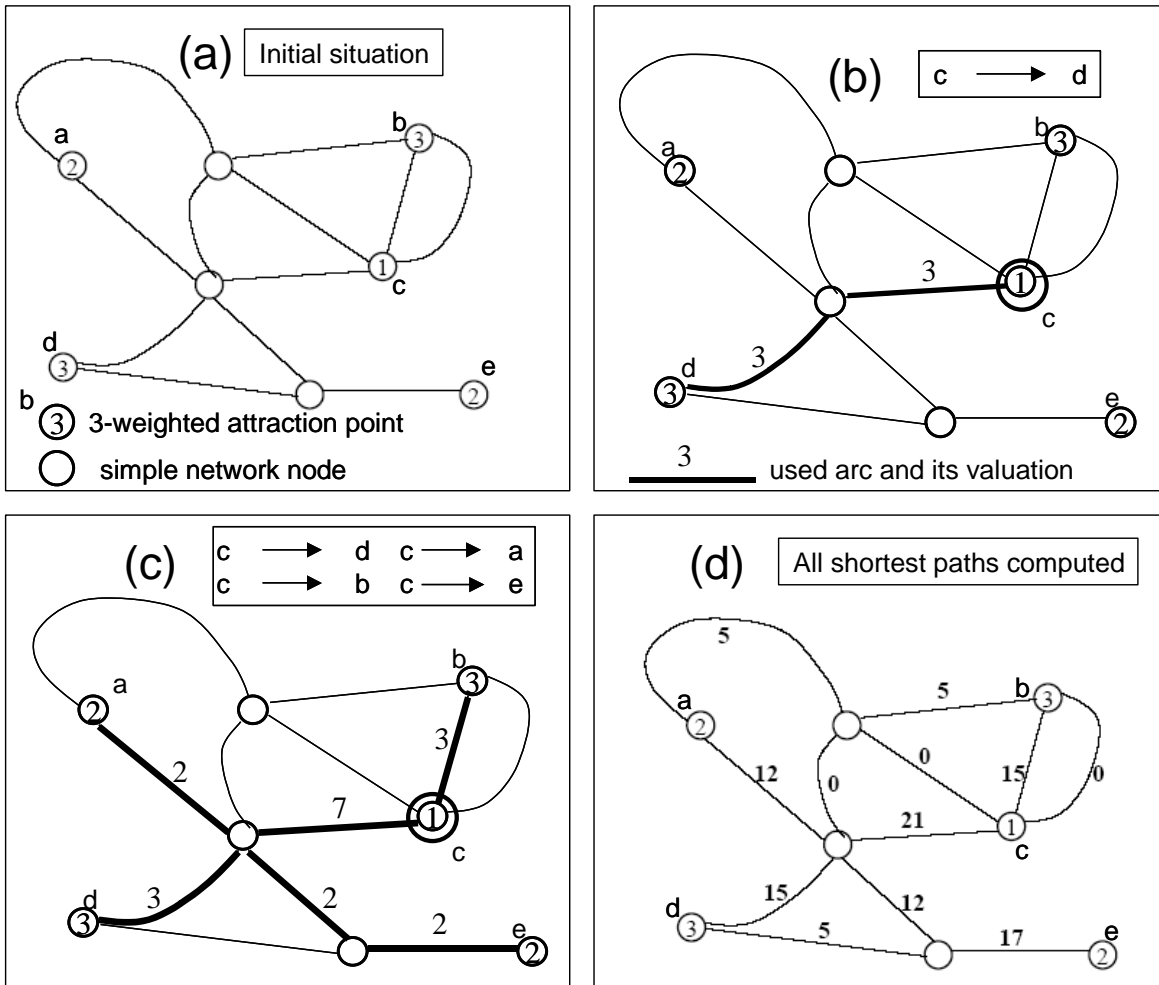 (a) Initial situation
a
2
b
3
1
c
d
3
e
2
b
3 3-weighted attraction point
simple network node
(b) c d
a
2
b
3
3
1
c
3
d
3
e
2
3 used arc and its valuation
(c) c d c a
c b c e
a
2
b
3
3
2
7
1
c
d
3
3
2
2
e
2
(d) All shortest paths computed
5
a
2
5
b
3
0
15
0
12
0
21
1
c
15
12
d
3
5
17
e
2